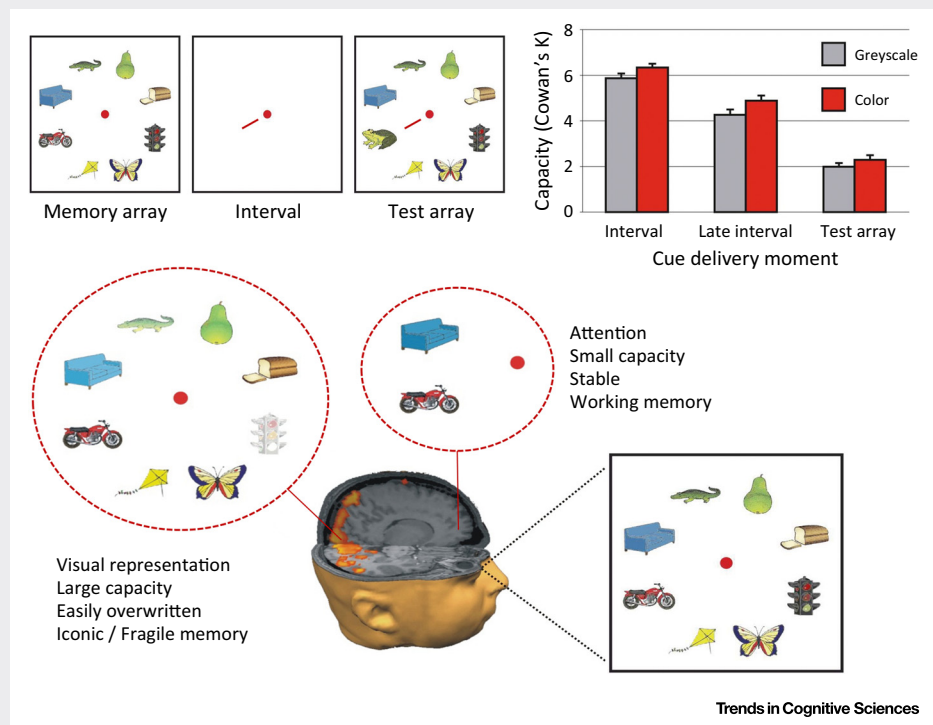 Memory array
Interval
Test array
Capacity (Cowan's K)
8
6
4
2
0
Greyscale
Color
Interval
Late interval
Test array
Cue delivery moment
Attention
Small capacity
Stable
Working memory
Visual representation
Large capacity
Easily overwritten
Iconic / Fragile memory
Trends in Cognitive Sciences